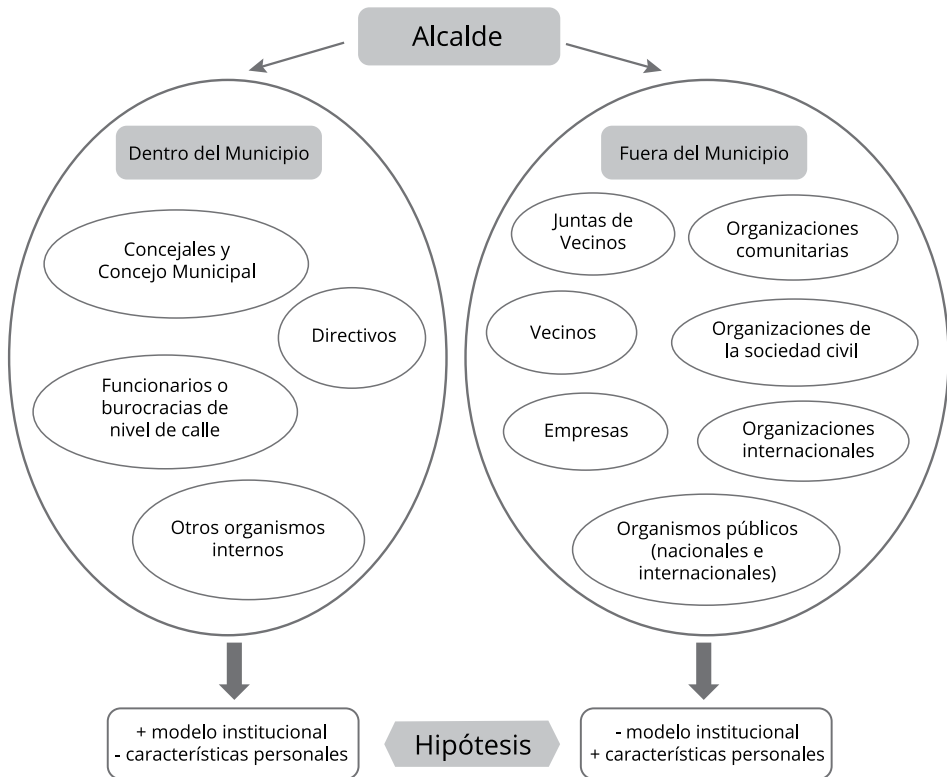 Alcalde
Dentro del Municipio
Concejales y
Concejo Municipal
Directivos
Funcionarios o
burocracias de
nivel de calle
Otros organismos
internos
Fuera del Municipio
Juntas de
Vecinos
Organizaciones
comunitarias
Vecinos
Organizaciones de
la sociedad civil
Empresas
Organizaciones
internacionales
Organismos públicos
(nacionales e
internacionales)
+ modelo institucional
- características personales
Hipótesis
- modelo institucional
+ características personales